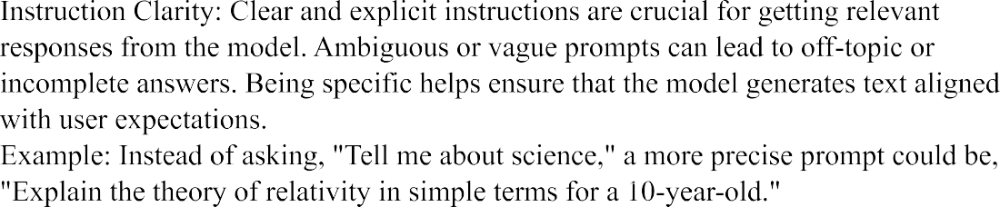 Instruction Clarity: Clear and explicit instructions are crucial for getting relevant
responses from the model. Ambiguous or vague prompts can lead to off-topic or
incomplete answers. Being specific helps ensure that the model generates text aligned
with user expectations.
Example: Instead of asking, "Tell me about science," a more precise prompt could be,
"Explain the theory of relativity in simple terms for a 10-year-old."